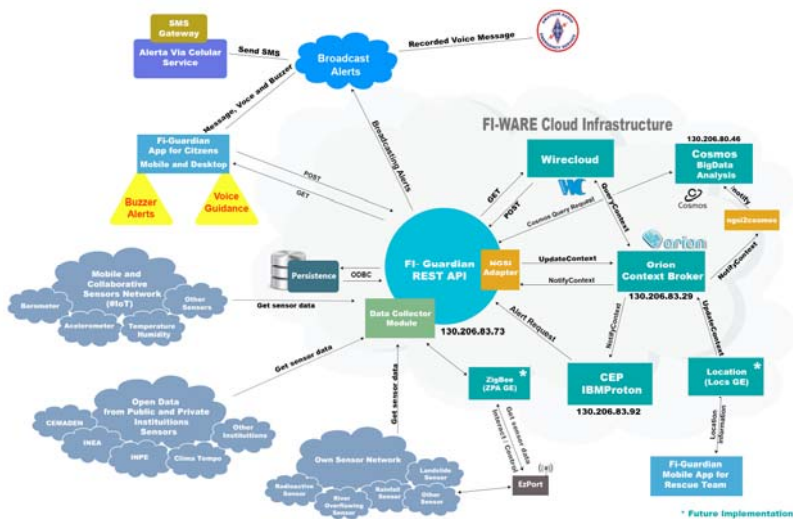 SMS
Gateway
Alerta Via Celular
Service
Send SMS
Broadcast
Alerts
Recorded Voice Message
Message, Voce and Buzzer
Broadcasting Alerts
FI-WARE Cloud Infrastructure
Fi-Guardian
App for Citzens
Mobile and Desktop
Buzzer
Alerts
Voice
Guidance
POST
GET
Wirecloud
GET
POST
130.206.80.46
Cosmos
BigData
Analysis
Cosmos
notify
ngsi2cosmos
NotifyContext
Cosmos Query Request
QueryContext
orion
Orion
Context Broker
130.206.83.29
FI- Guardian
REST API
NGSI
Adapter
UpdateContext
NotifyContext
Persistence
ODBC
Data Collector
Module
130.206.83.73
Alert Request
NotifyContext
UpdateContext
CEP
IBMProton
130.206.83.92
Location *
(Locs GE)
Location
Information
Fi-Guardian
Mobile App for
Rescue Team
Mobile and
Collaborative
Sensors Network
(#IoT)
Barometer
Acelerometer
Temperature
Humidity
Other
Sensors
Get sensor data
Open Data
from Public and Private
Instituitions
Sensors
CEMADEN
INEA
INPE
Clima Tempo
Other
Instituitions
Get sensor data
Own Sensor Network
Radioactive
Sensor
River
Overflowing
Sensor
Rainfall
Sensor
Other
Sensor
Landslide
Sensor
Get sensor data
ZigBee *
(ZPA GE)
Get sensor data
Interact / Control
EzPort
* Future Implementation